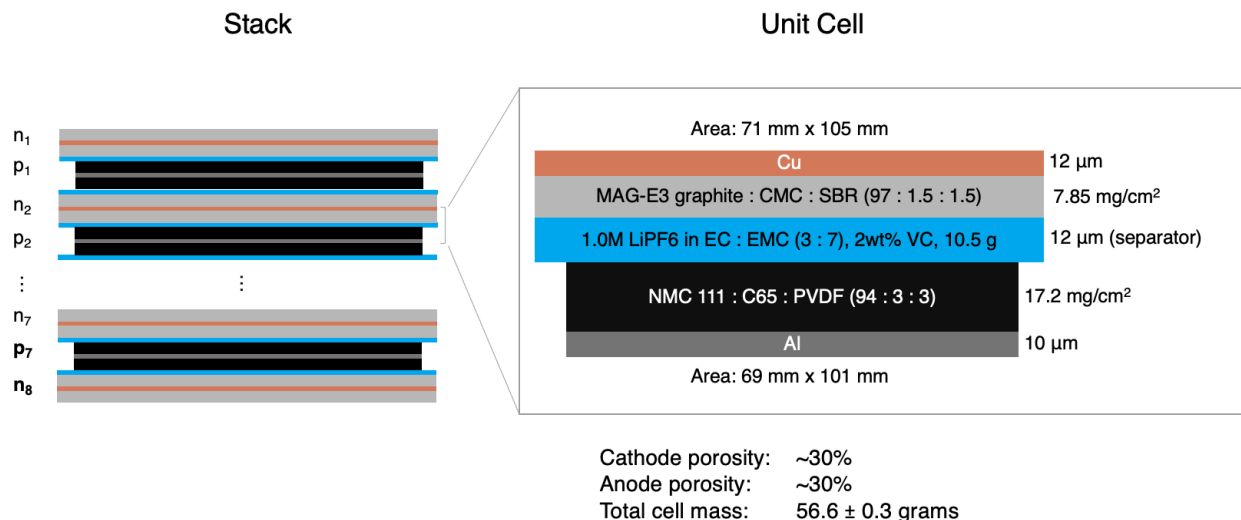 Stack
Unit Cell
n₁
p₁
n₂
p₂
⋮
⋮
n₇
p₇
n₈
Area: 71 mm x 105 mm
Cu
12 µm
MAG-E3 graphite : CMC : SBR (97 : 1.5 : 1.5)
7.85 mg/cm²
1.0M LiPF6 in EC : EMC (3 : 7), 2wt% VC, 10.5 g
12 µm (separator)
NMC 111 : C65 : PVDF (94 : 3 : 3)
17.2 mg/cm²
Al
10 µm
Area: 69 mm x 101 mm
Cathode porosity: ~30%
Anode porosity: ~30%
Total cell mass: 56.6 ± 0.3 grams